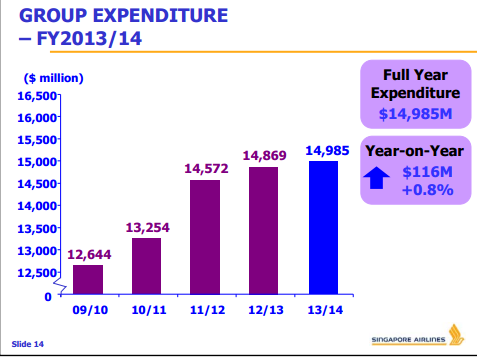 GROUP EXPENDITURE
– FY2013/14
($ million)
16,500
16,000
15,500
15,000
14,500
14,000
13,500
13,000
12,500
0
12,644
13,254
14,572
14,869
14,985
09/10
10/11
11/12
12/13
13/14
Full Year
Expenditure
$14,985M
Year-on-Year
$116M
+0.8%
Slide 14
SINGAPORE AIRLINES